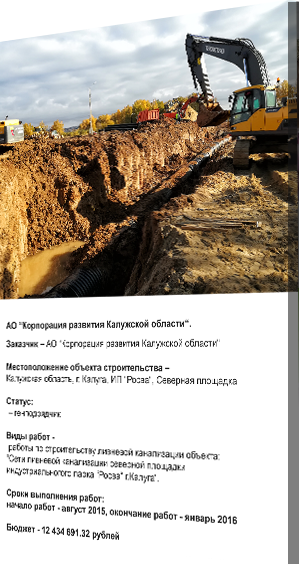 АО "Корпорация развития Калужской области".
Заказчик – АО "Корпорация развития Калужской области"
Местоположение объекта строительства –
Калужская область, г. Калуга, ИП "Росва", Северная площадка
Статус:
– генподрядчик
Виды работ -
работы по строительству ливневой канализации объекта:
"Сети ливневой канализации северной площадки
индустриального парка "Росва" г.Калуга".
Сроки выполнения работ:
начало работ - август 2015, окончание работ - январь 2016
Бюджет - 12 434 691.32 рублей